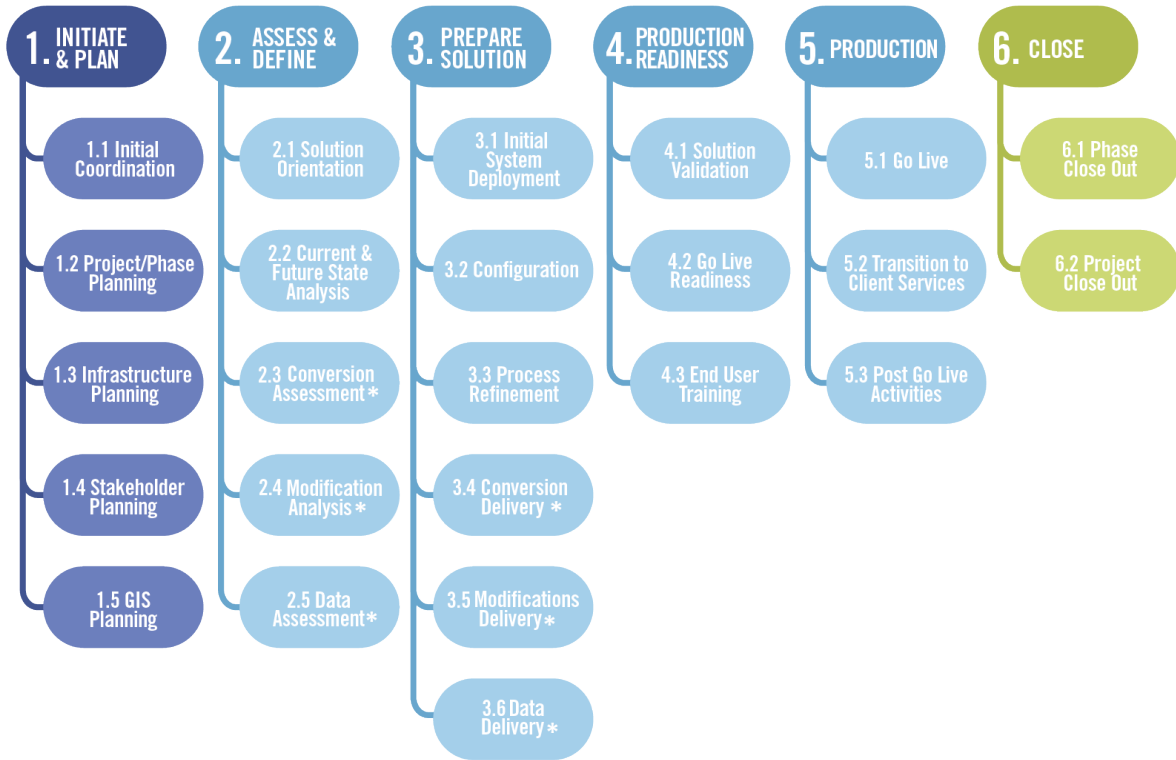 1. INITIATE
& PLAN
1.1 Initial
Coordination
1.2 Project/Phase
Planning
1.3 Infrastructure
Planning
1.4 Stakeholder
Planning
1.5 GIS
Planning
2. ASSESS &
DEFINE
2.1 Solution
Orientation
2.2 Current &
Future State
Analysis
2.3 Conversion
Assessment*
2.4 Modification
Analysis*
2.5 Data
Assessment*
3. PREPARE
SOLUTION
3.1 Initial
System
Deployment
3.2 Configuration
3.3 Process
Refinement
3.4 Conversion
Delivery *
3.5 Modifications
Delivery*
3.6 Data
Delivery*
4. PRODUCTION
READINESS
4.1 Solution
Validation
4.2 Go Live
Readiness
4.3 End User
Training
5. PRODUCTION
5.1 Go Live
5.2 Transition to
Client Services
5.3 Post Go Live
Activities
6. CLOSE
6.1 Phase
Close Out
6.2 Project
Close Out